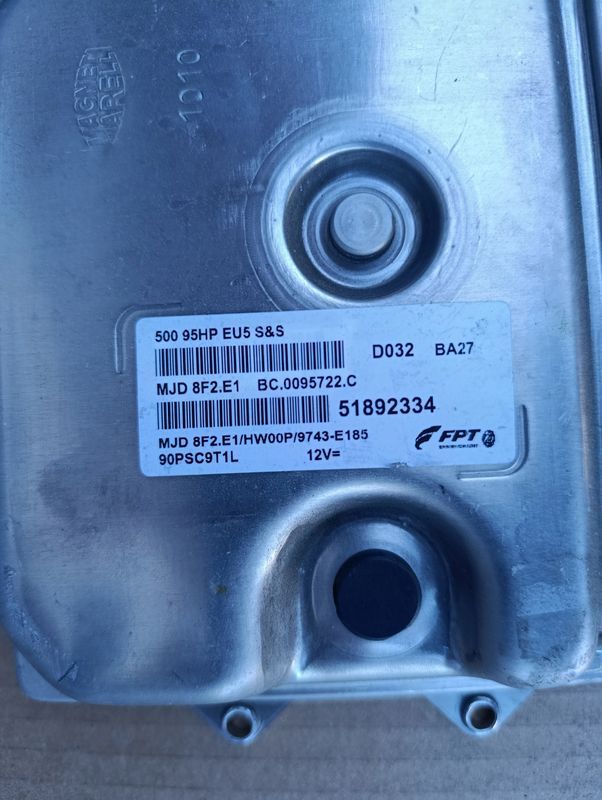 MAGNETI
MARELLI
1010
500 95HP EU5 S&S
D032 BA27
MJD 8F2.E1 BC.0095722.C
51892334
MJD 8F2.E1/HW00P/9743-E185
FPT
90PSC9T1L 12V=